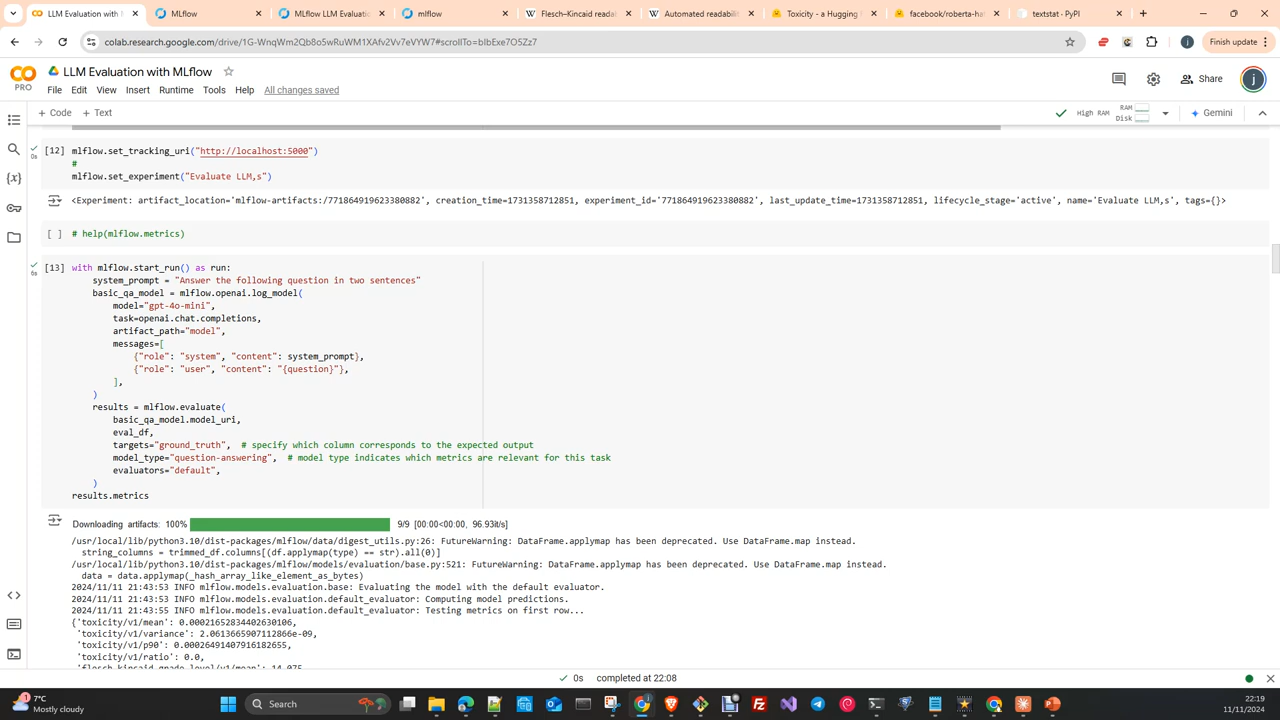 LLM Evaluation with MLflow
MLflow
MLflow LLM Evaluatio
mlflow
Flesch–Kincaid readab
Automated readability
Toxicity - a Hugging F
facebook/roberta-hat
textstat · PyPI
colab.research.google.com/drive/1G-WnqWm2Qb8o5wRuWM1XAfv2Vv7eVYW7#scrollTo=bIbExe7O5Zz7
Finish update
LLM Evaluation with MLflow
PRO
File Edit View Insert Runtime Tools Help All changes saved
Share
+ Code + Text
High RAM
RAM
Disk
Gemini
[12] mlflow.set_tracking_uri("http://localhost:5000")
0s
#
mlflow.set_experiment("Evaluate LLM,s")
<Experiment: artifact_location='mlflow-artifacts:/771864919623380882', creation_time=1731358712851, experiment_id='771864919623380882', last_update_time=1731358712851, lifecycle_stage='active', name='Evaluate LLM,s', tags={}>
[ ] # help(mlflow.metrics)
[13] with mlflow.start_run() as run:
6s
system_prompt = "Answer the following question in two sentences"
basic_qa_model = mlflow.openai.log_model(
model="gpt-4o-mini",
task=openai.chat.completions,
artifact_path="model",
messages=[
{"role": "system", "content": system_prompt},
{"role": "user", "content": "{question}"},
],
)
results = mlflow.evaluate(
basic_qa_model.model_uri,
eval_df,
targets="ground_truth", # specify which column corresponds to the expected output
model_type="question-answering", # model type indicates which metrics are relevant for this task
evaluators="default",
)
results.metrics
Downloading artifacts: 100% 9/9 [00:00<00:00, 96.93it/s]
/usr/local/lib/python3.10/dist-packages/mlflow/data/digest_utils.py:26: FutureWarning: DataFrame.applymap has been deprecated. Use DataFrame.map instead.
string_columns = trimmed_df.columns[(df.applymap(type) == str).all(0)]
/usr/local/lib/python3.10/dist-packages/mlflow/models/evaluation/base.py:521: FutureWarning: DataFrame.applymap has been deprecated. Use DataFrame.map instead.
data = data.applymap(_hash_array_like_element_as_bytes)
2024/11/11 21:43:53 INFO mlflow.models.evaluation.base: Evaluating the model with the default evaluator.
2024/11/11 21:43:53 INFO mlflow.models.evaluation.default_evaluator: Computing model predictions.
2024/11/11 21:43:55 INFO mlflow.models.evaluation.default_evaluator: Testing metrics on first row...
{'toxicity/v1/mean': 0.00021652834402630106,
'toxicity/v1/variance': 2.0613665907112866e-09,
'toxicity/v1/p90': 0.00026491407916182655,
'toxicity/v1/ratio': 0.0,
'flesch_kincaid_grade_level/v1/mean': 14.075,
0s completed at 22:08
7°C
Mostly cloudy
Search
22:19
11/11/2024